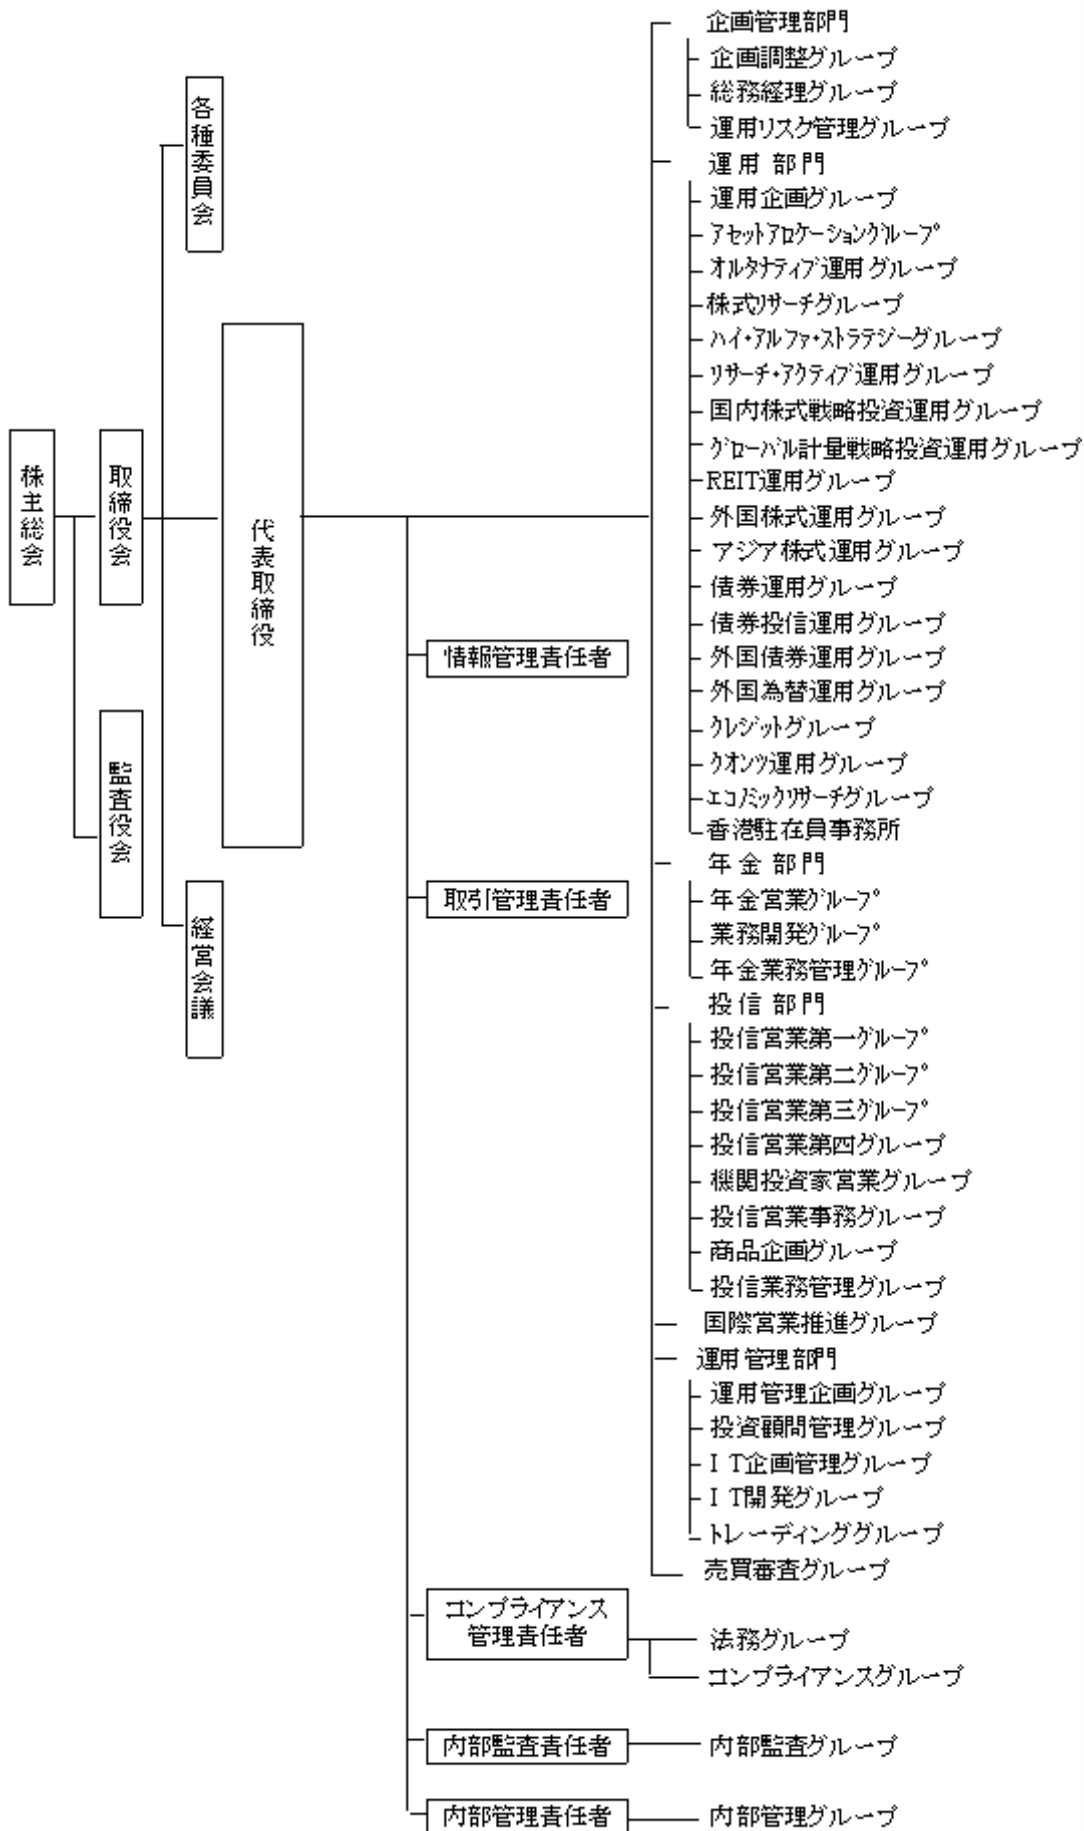 株主総会
取締役会
監査役会
各種委員会
経営会議
代表取締役
企画管理部門
企画調整グループ
総務経理グループ
運用リスク管理グループ
運用 部門
運用企画グループ
アセットアロケーショングループ
オルタナティブ運用グループ
株式リサーチグループ
ハイ・アルファ・ストラテジーグループ
リサーチ・アクティブ運用グループ
国内株式戦略投資運用グループ
グローバル計量戦略投資運用グループ
REIT運用グループ
外国株式運用グループ
アジア株式運用グループ
債券運用グループ
債券投信運用グループ
外国債券運用グループ
外国為替運用グループ
クレジットグループ
クオンツ運用グループ
エコノミックリサーチグループ
香港駐在員事務所
年金 部門
年金営業グループ
業務開発グループ
年金業務管理グループ
投信 部門
投信営業第一グループ
投信営業第二グループ
投信営業第三グループ
投信営業第四グループ
機関投資家営業グループ
投信営業事務グループ
商品企画グループ
投信業務管理グループ
国際営業推進グループ
運用管理部門
運用管理企画グループ
投資顧問管理グループ
ＩＴ企画管理グループ
ＩＴ開発グループ
トレーディンググループ
売買審査グループ
情報管理責任者
取引管理責任者
コンプライアンス
管理責任者
法務グループ
コンプライアンスグループ
内部監査責任者
内部監査グループ
内部管理責任者
内部管理グループ